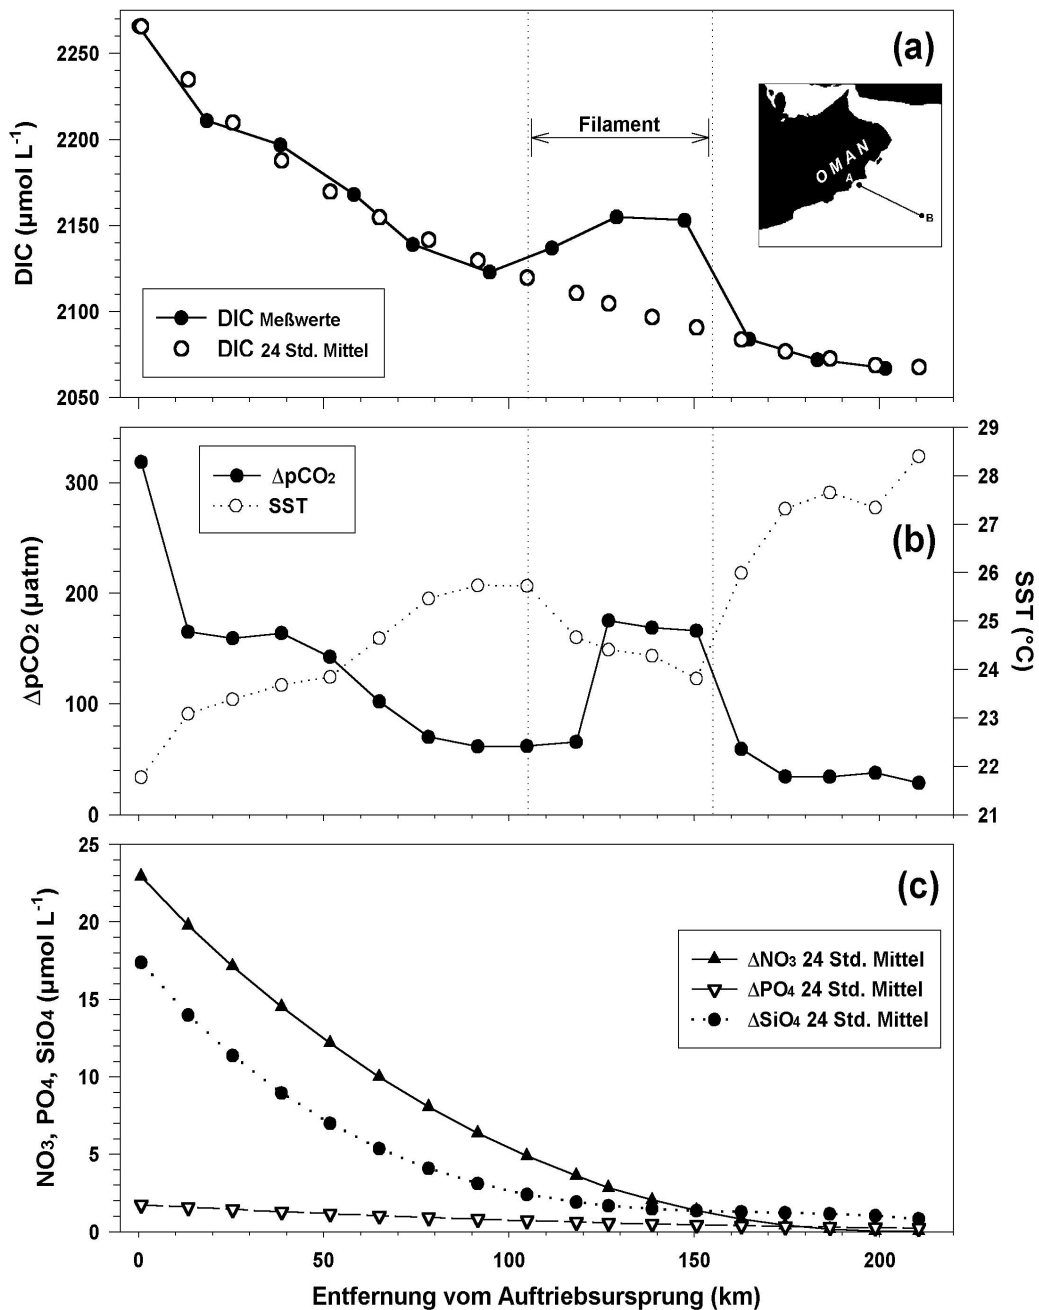 (a)
2250
2200
2150
2100
2050
DIC (µmol L-1)
Filament
OMAN
A
B
DIC Meßwerte
DIC 24 Std. Mittel
(b)
300
200
100
0
ΔpCO2 (µatm)
ΔpCO2
SST
29
28
27
26
25
24
23
22
21
SST (°C)
(c)
25
20
15
10
5
0
NO3, PO4, SiO4 (µmol L-1)
ΔNO3 24 Std. Mittel
ΔPO4 24 Std. Mittel
ΔSiO4 24 Std. Mittel
0 50 100 150 200
Entfernung vom Auftriebsursprung (km)